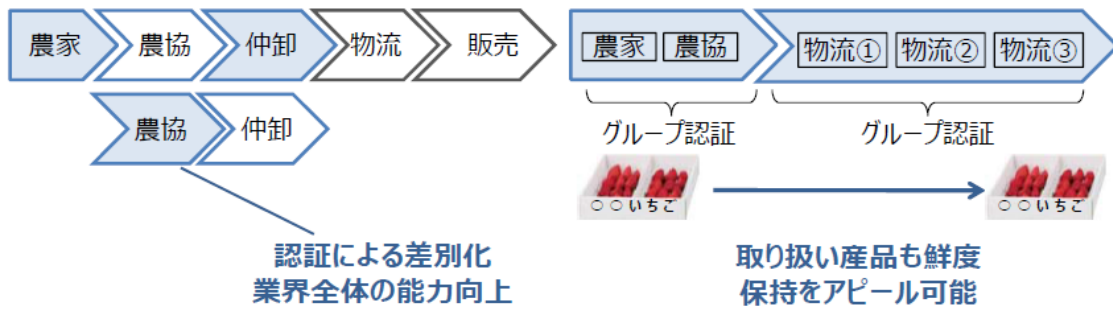 農家 農協 仲卸 物流 販売
農協 仲卸
認証による差別化
業界全体の能力向上
農家 農協 物流① 物流② 物流③
グループ認証 グループ認証
○○いちご ○○いちご
取り扱い産品も鮮度
保持をアピール可能